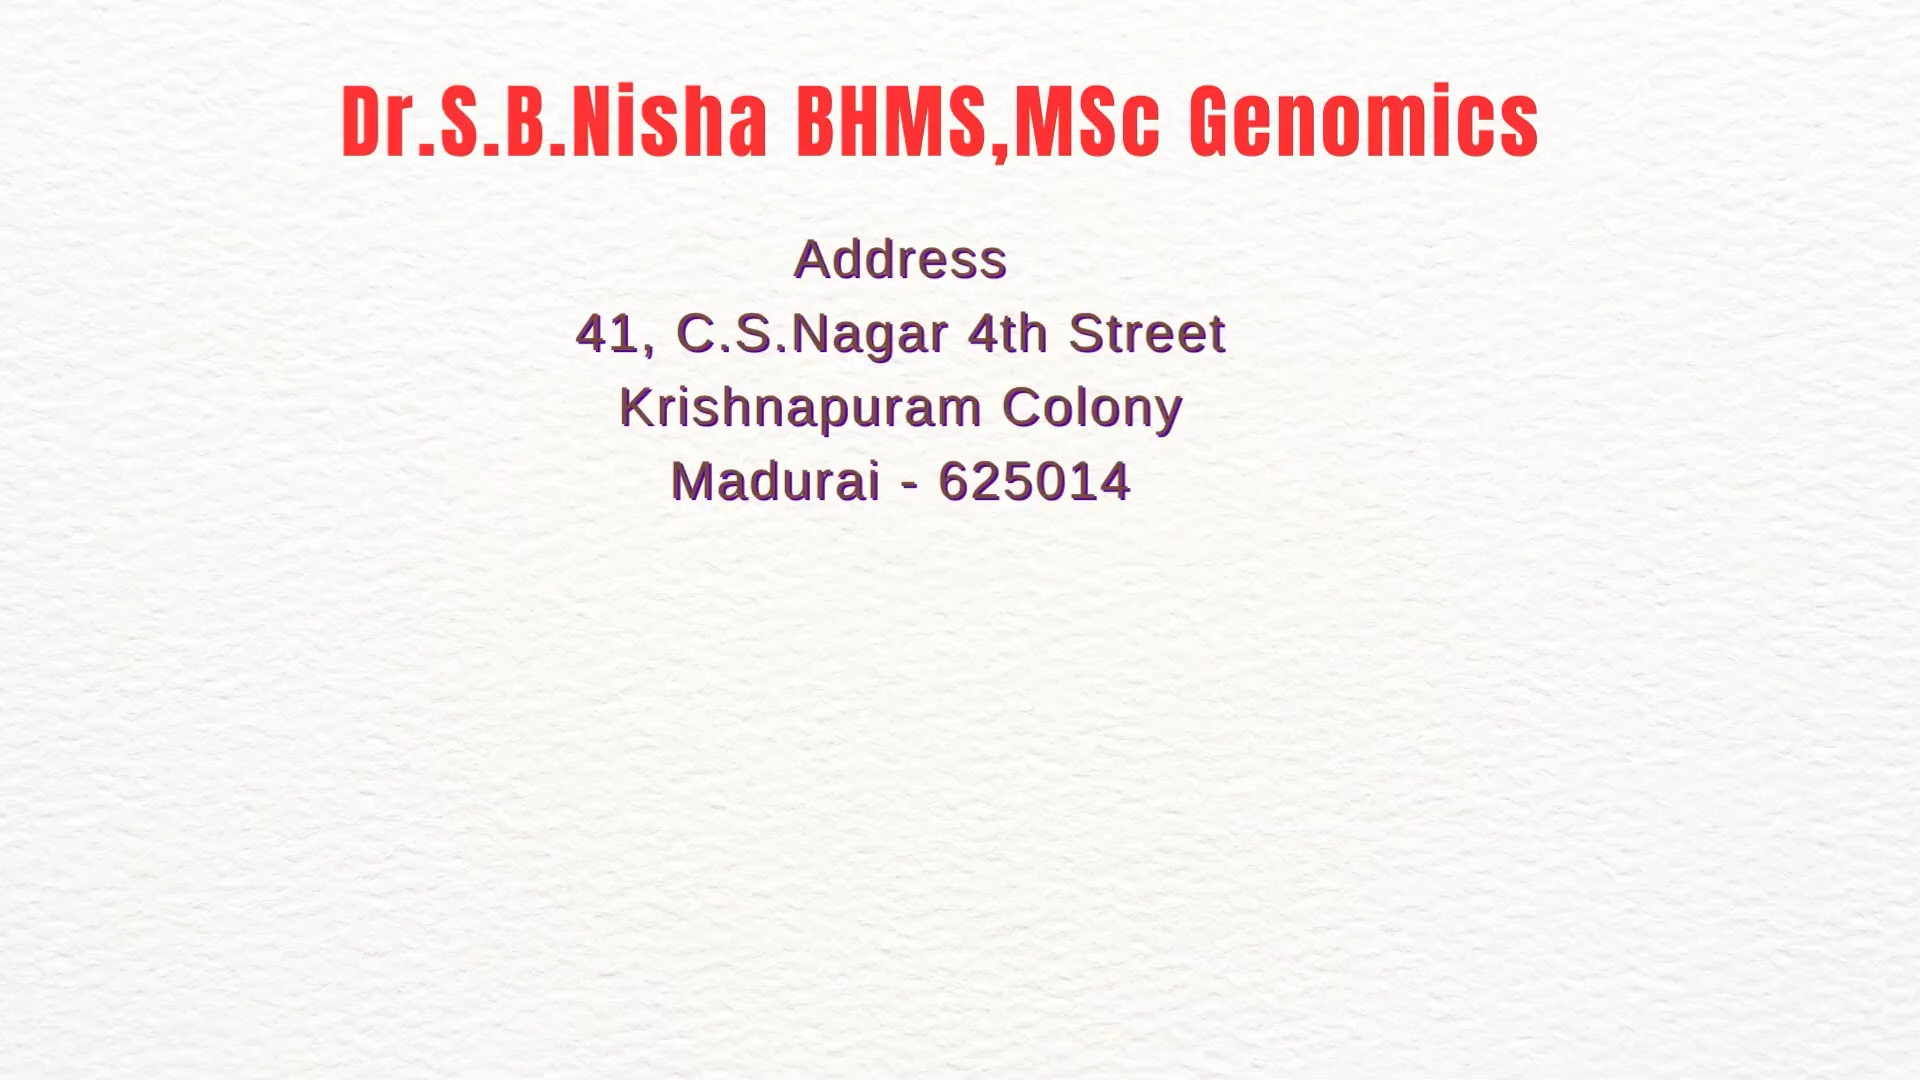 Dr.S.B.Nisha BHMS,MSc Genomics
Address
41, C.S.Nagar 4th Street
Krishnapuram Colony
Madurai - 625014